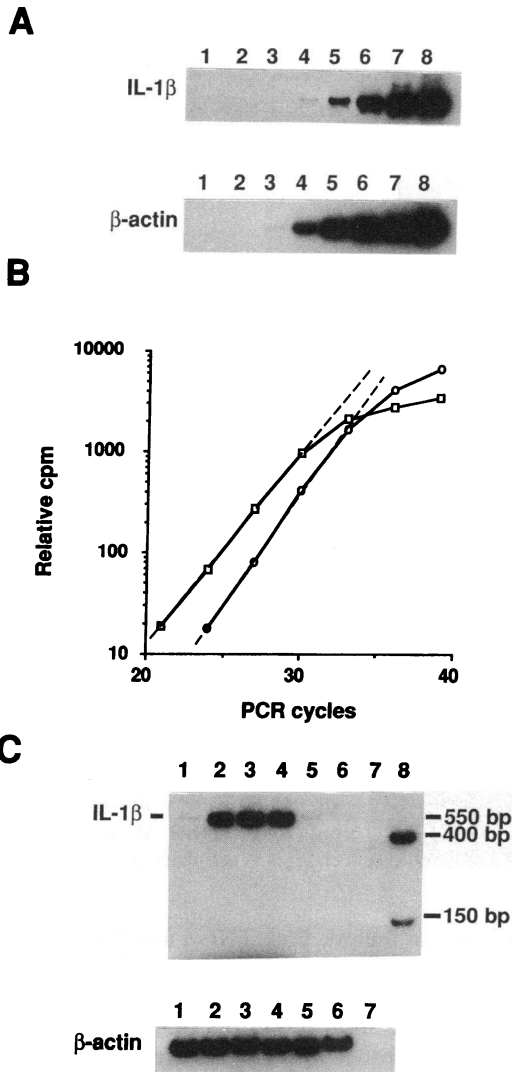 A
1 2 3 4 5 6 7 8
IL-1β
1 2 3 4 5 6 7 8
β-actin
B
10000
1000
100
10
Relative cpm
20 30 40
PCR cycles
C
1 2 3 4 5 6 7 8
IL-1β
550 bp
400 bp
150 bp
1 2 3 4 5 6 7
β-actin